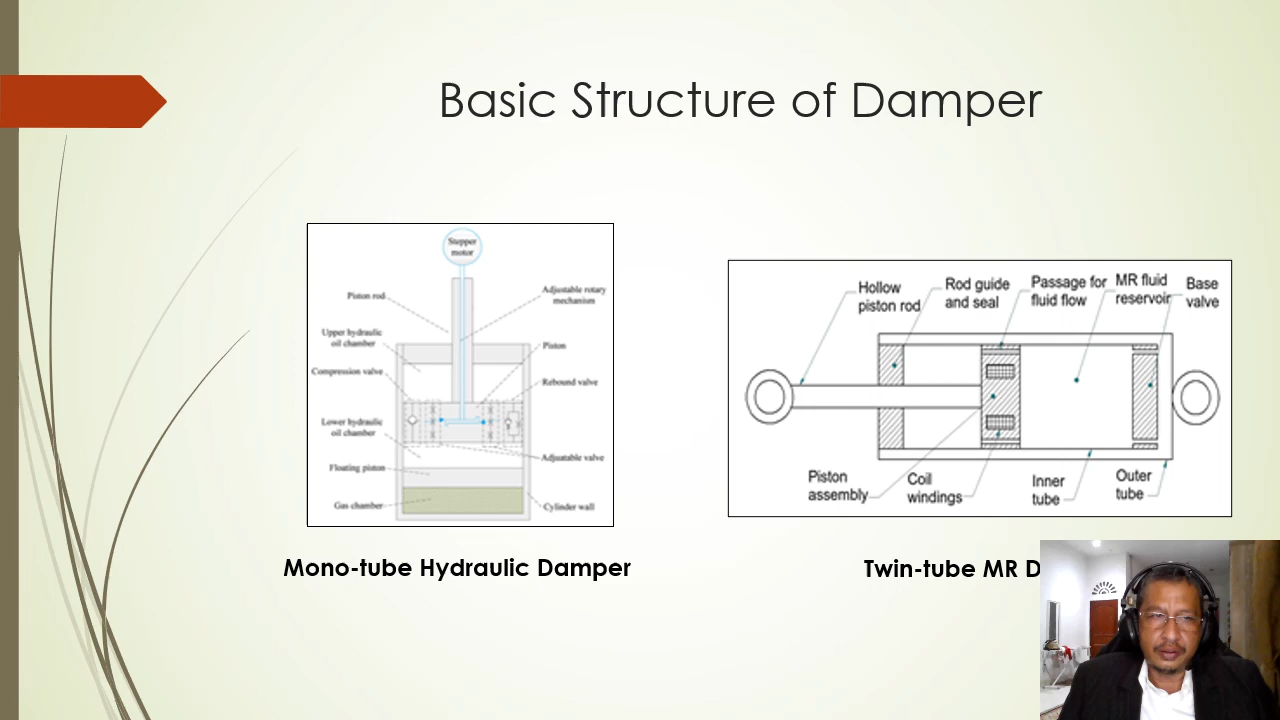 Basic Structure of Damper
Stepper
motor
Piston rod
Adjustable rotary
mechanism
Upper hydraulic
oil chamber
Piston
Compression valve
Rebound valve
Lower hydraulic
oil chamber
Adjustable valve
Floating piston
Gas chamber
Cylinder wall
Mono-tube Hydraulic Damper
Hollow
piston rod
Rod guide
and seal
Passage for
fluid flow
MR fluid
reservoir
Base
valve
Piston
assembly
Coil
windings
Inner
tube
Outer
tube
Twin-tube MR D